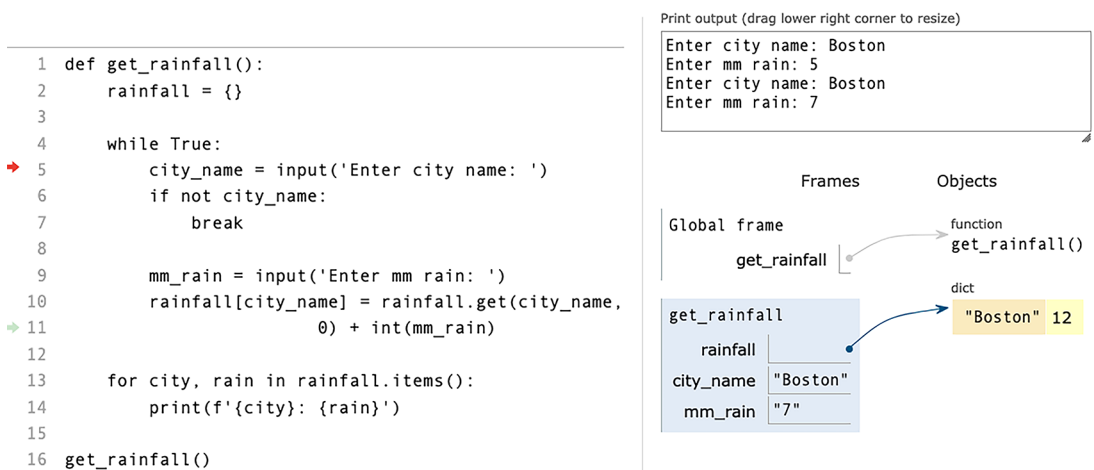 1 def get_rainfall():
2     rainfall = {}
3
4     while True:
5         city_name = input('Enter city name: ')
6         if not city_name:
7             break
8
9         mm_rain = input('Enter mm rain: ')
10         rainfall[city_name] = rainfall.get(city_name,
11                         0) + int(mm_rain)
12
13     for city, rain in rainfall.items():
14         print(f'{city}: {rain}')
15
16 get_rainfall()
Print output (drag lower right corner to resize)
Enter city name: Boston
Enter mm rain: 5
Enter city name: Boston
Enter mm rain: 7
Frames Objects
Global frame
get_rainfall
function
get_rainfall()
get_rainfall
rainfall
city_name "Boston"
mm_rain "7"
dict
"Boston" 12